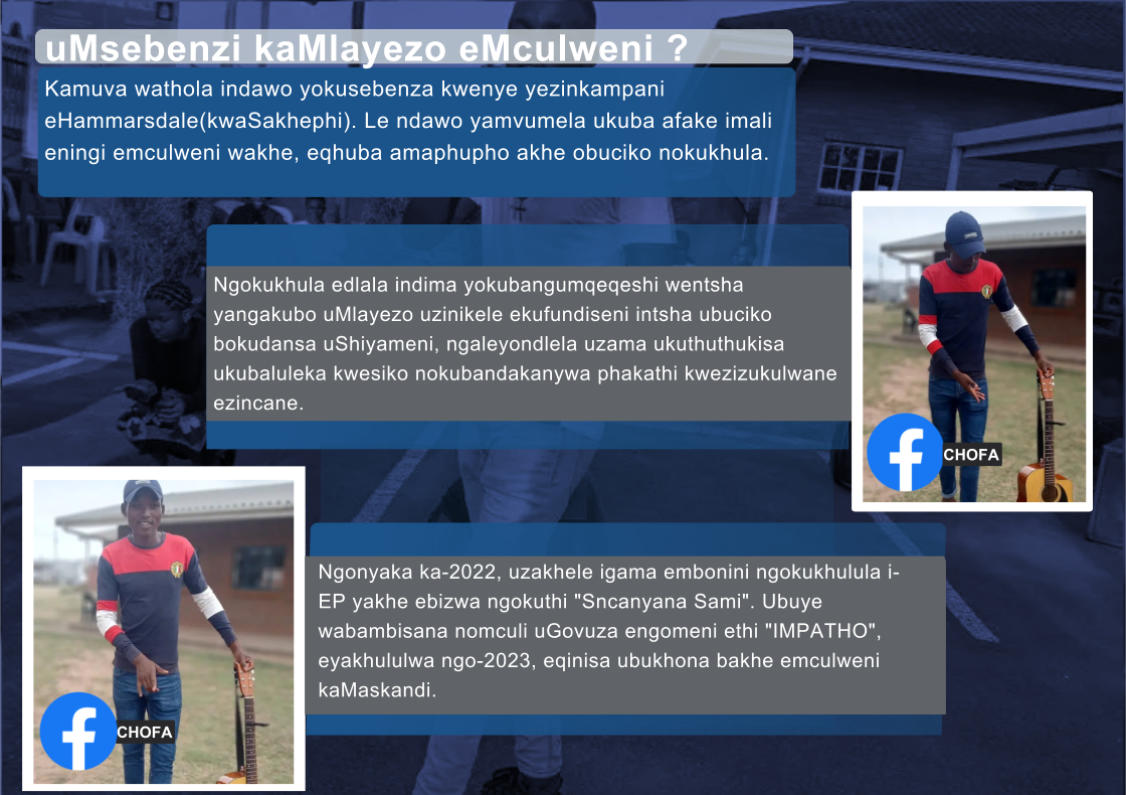 uMsebenzi kaMlayezo eMculweni ?
Kamuva wathola indawo yokusebenza kwenye yezinkampani
eHammarsdale(kwaSakhephi). Le ndawo yamvumela ukuba afake imali
eningi emculweni wakhe, eqhuba amaphupho akhe obuciko nokukhula.
Ngokukhula edlala indima yokubangumqeqeshi wentsha
yangakubo uMlayezo uzinikele ekufundiseni intsha ubuciko
bokudansa uShiyameni, ngaleyondlela uzama ukuthuthukisa
ukubaluleka kwesiko nokubandakanywa phakathi kwezizukulwane
ezincane.
CHOFA
Ngonyaka ka-2022, uzakhele igama embonini ngokukhulula i-
EP yakhe ebizwa ngokuthi "Sncanyana Sami". Ubuye
wabambisana nomculi uGovuza engomeni ethi "IMPATHO",
eyakhululwa ngo-2023, eqinisa ubukhona bakhe emculweni
kaMaskandi.
CHOFA